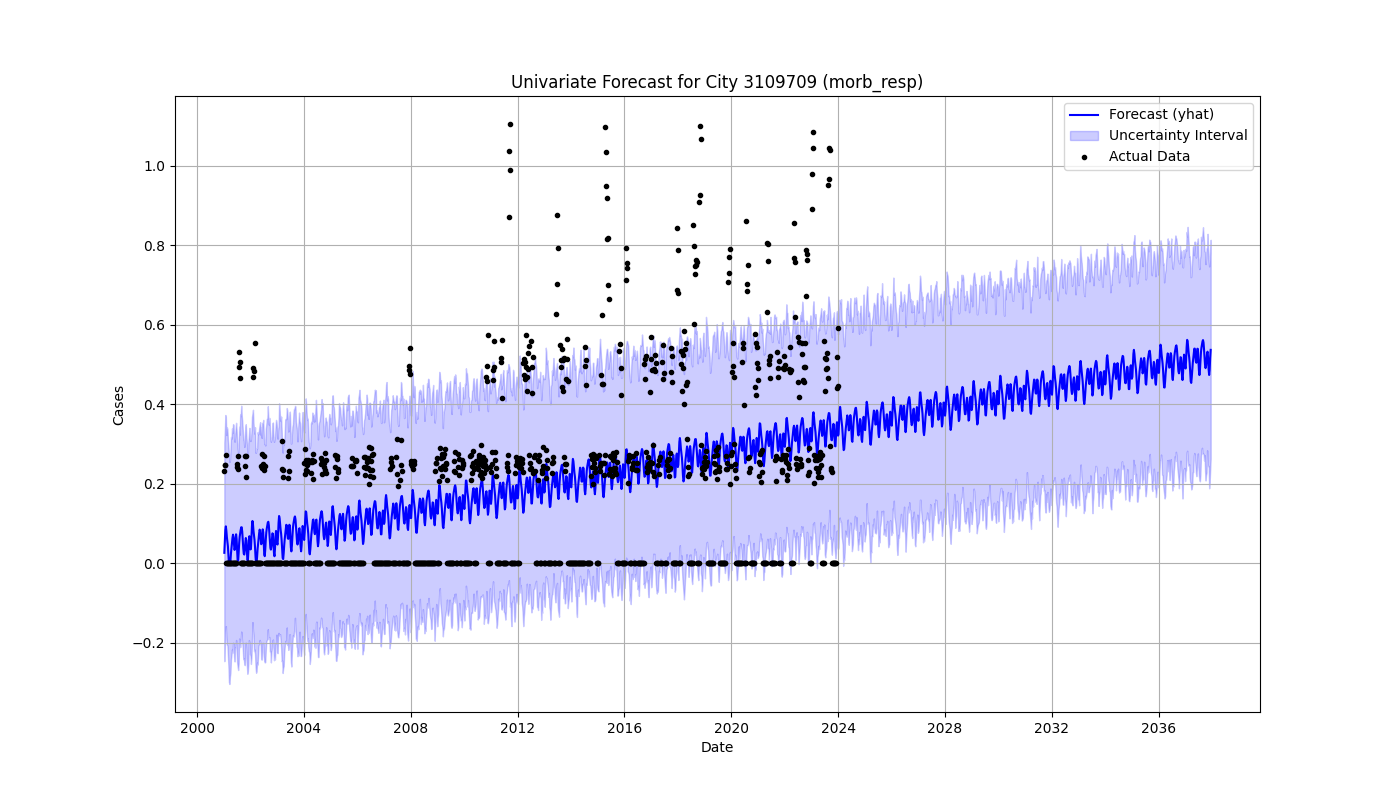 Univariate Forecast for City 3109709 (morb_resp)
Forecast (yhat)
Uncertainty Interval
Actual Data
Cases
1.0
0.8
0.6
0.4
0.2
0.0
−0.2
2000 2004 2008 2012 2016 2020 2024 2028 2032 2036
Date